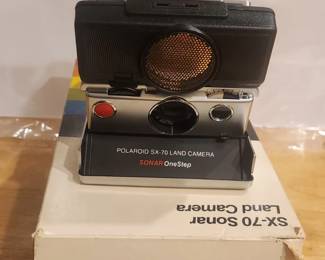 POLAROID SX-70 LAND CAMERA
SONAR OneStep
SX-70 Sonar
Land Camera